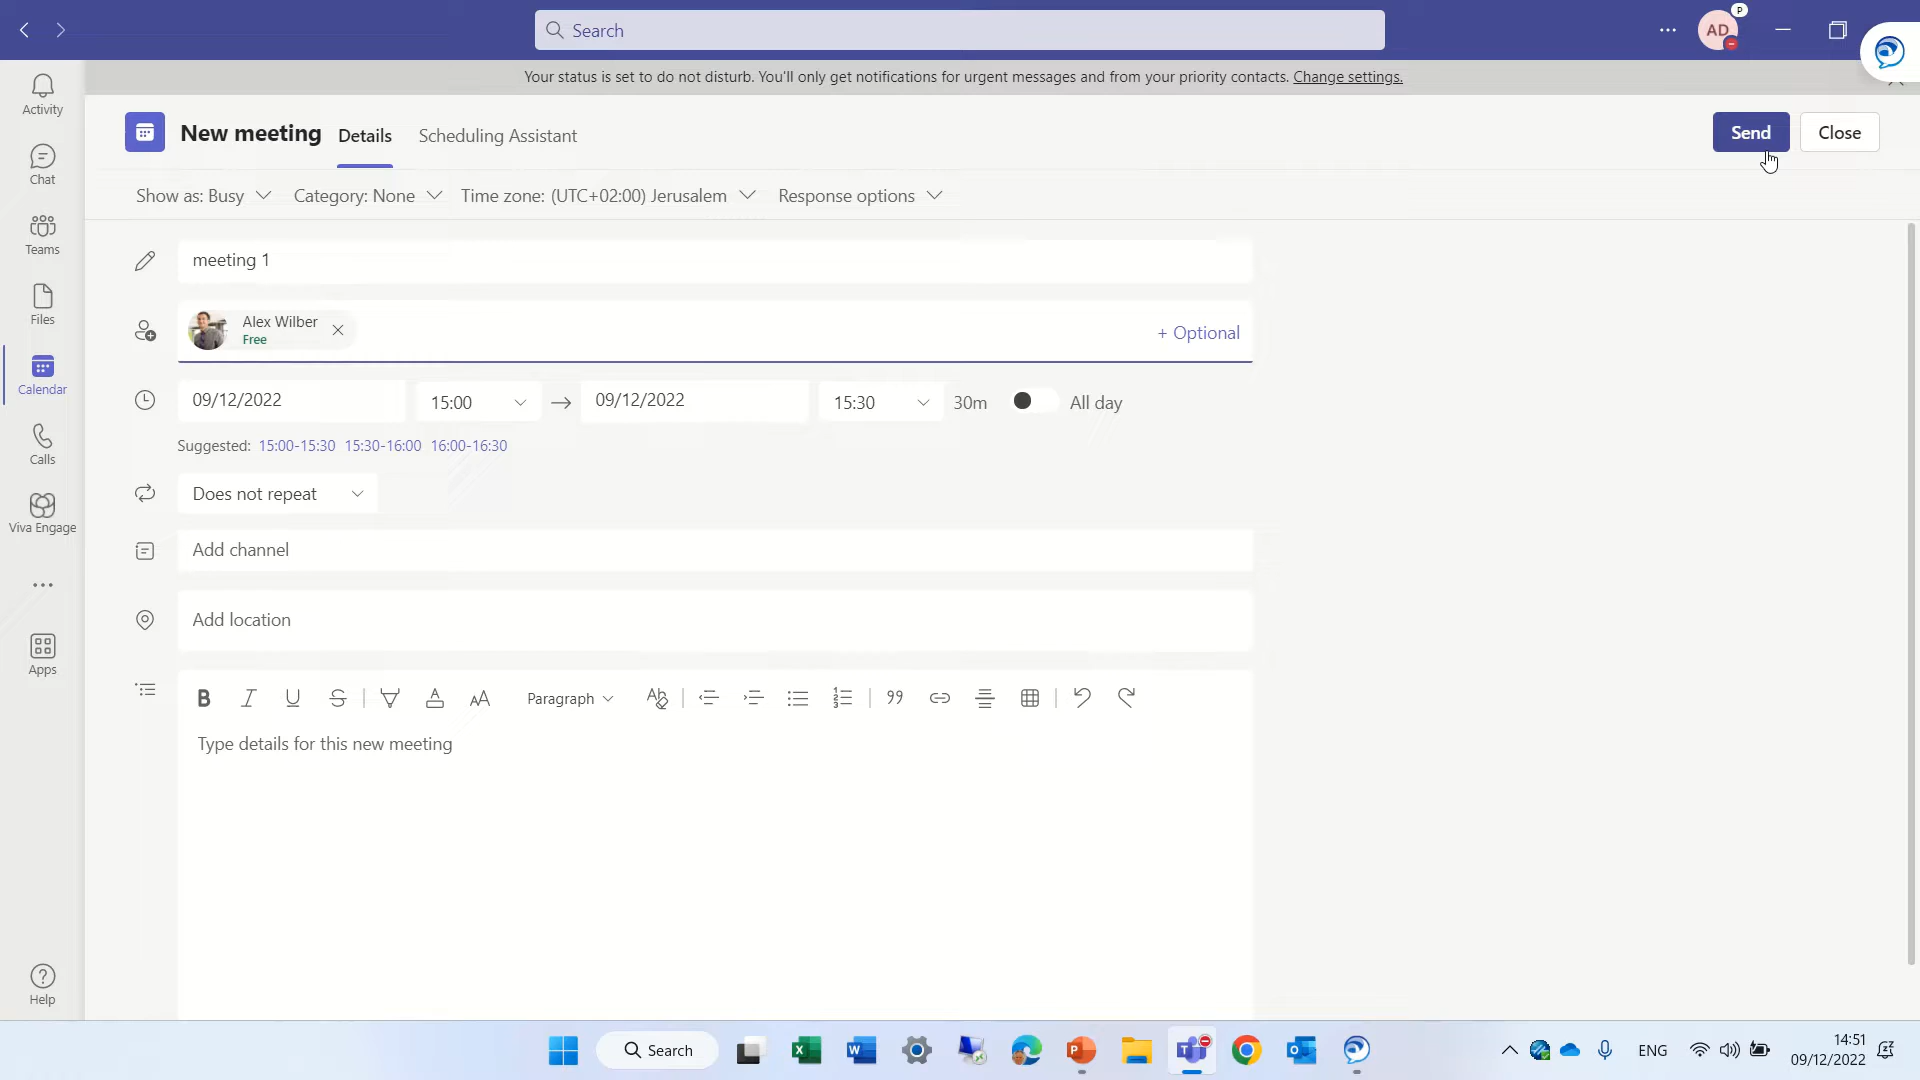 Search
AD
P
Your status is set to do not disturb. You'll only get notifications for urgent messages and from your priority contacts. Change settings.
Activity
Chat
Teams
Files
Calendar
Calls
Viva Engage
Apps
Help
New meeting
Details
Scheduling Assistant
Send
Close
Show as: Busy
Category: None
Time zone: (UTC+02:00) Jerusalem
Response options
meeting 1
Alex Wilber
Free
+ Optional
09/12/2022
15:00
09/12/2022
15:30
30m
All day
Suggested: 15:00-15:30 15:30-16:00 16:00-16:30
Does not repeat
Add channel
Add location
Paragraph
Type details for this new meeting
Search
ENG
14:51
09/12/2022